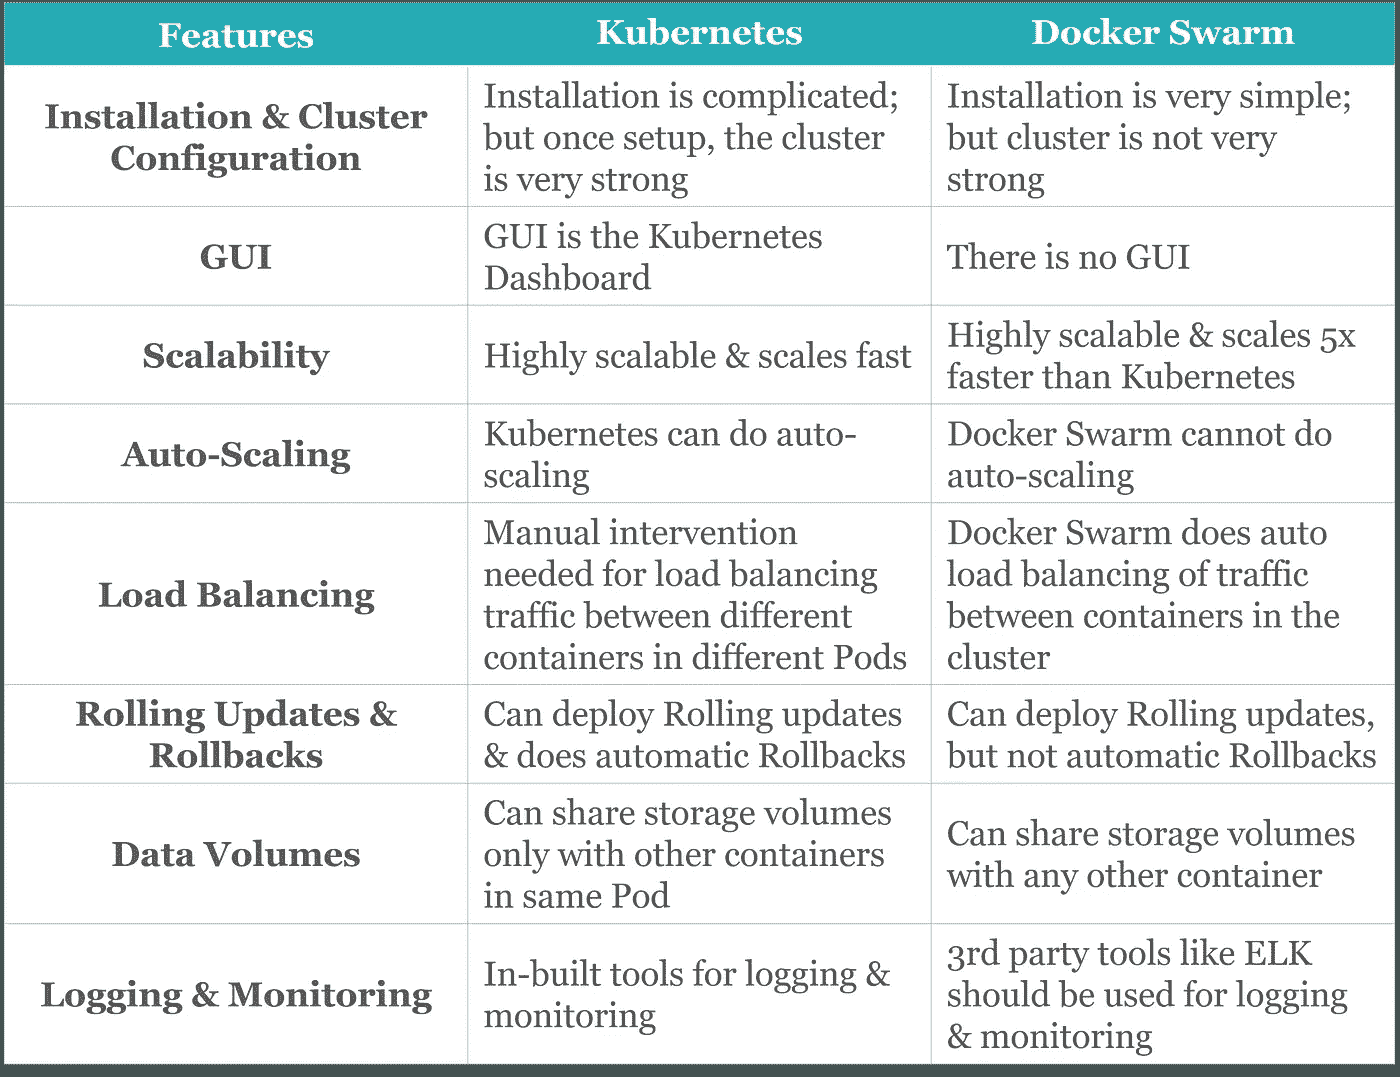 Features
Kubernetes
Docker Swarm
Installation & Cluster
Configuration
Installation is complicated;
but once setup, the cluster
is very strong
Installation is very simple;
but cluster is not very
strong
GUI
GUI is the Kubernetes
Dashboard
There is no GUI
Scalability
Highly scalable & scales fast
Highly scalable & scales 5x
faster than Kubernetes
Auto-Scaling
Kubernetes can do auto-
scaling
Docker Swarm cannot do
auto-scaling
Load Balancing
Manual intervention
needed for load balancing
traffic between different
containers in different Pods
Docker Swarm does auto
load balancing of traffic
between containers in the
cluster
Rolling Updates &
Rollbacks
Can deploy Rolling updates
& does automatic Rollbacks
Can deploy Rolling updates,
but not automatic Rollbacks
Data Volumes
Can share storage volumes
only with other containers
in same Pod
Can share storage volumes
with any other container
Logging & Monitoring
In-built tools for logging &
monitoring
3rd party tools like ELK
should be used for logging
& monitoring